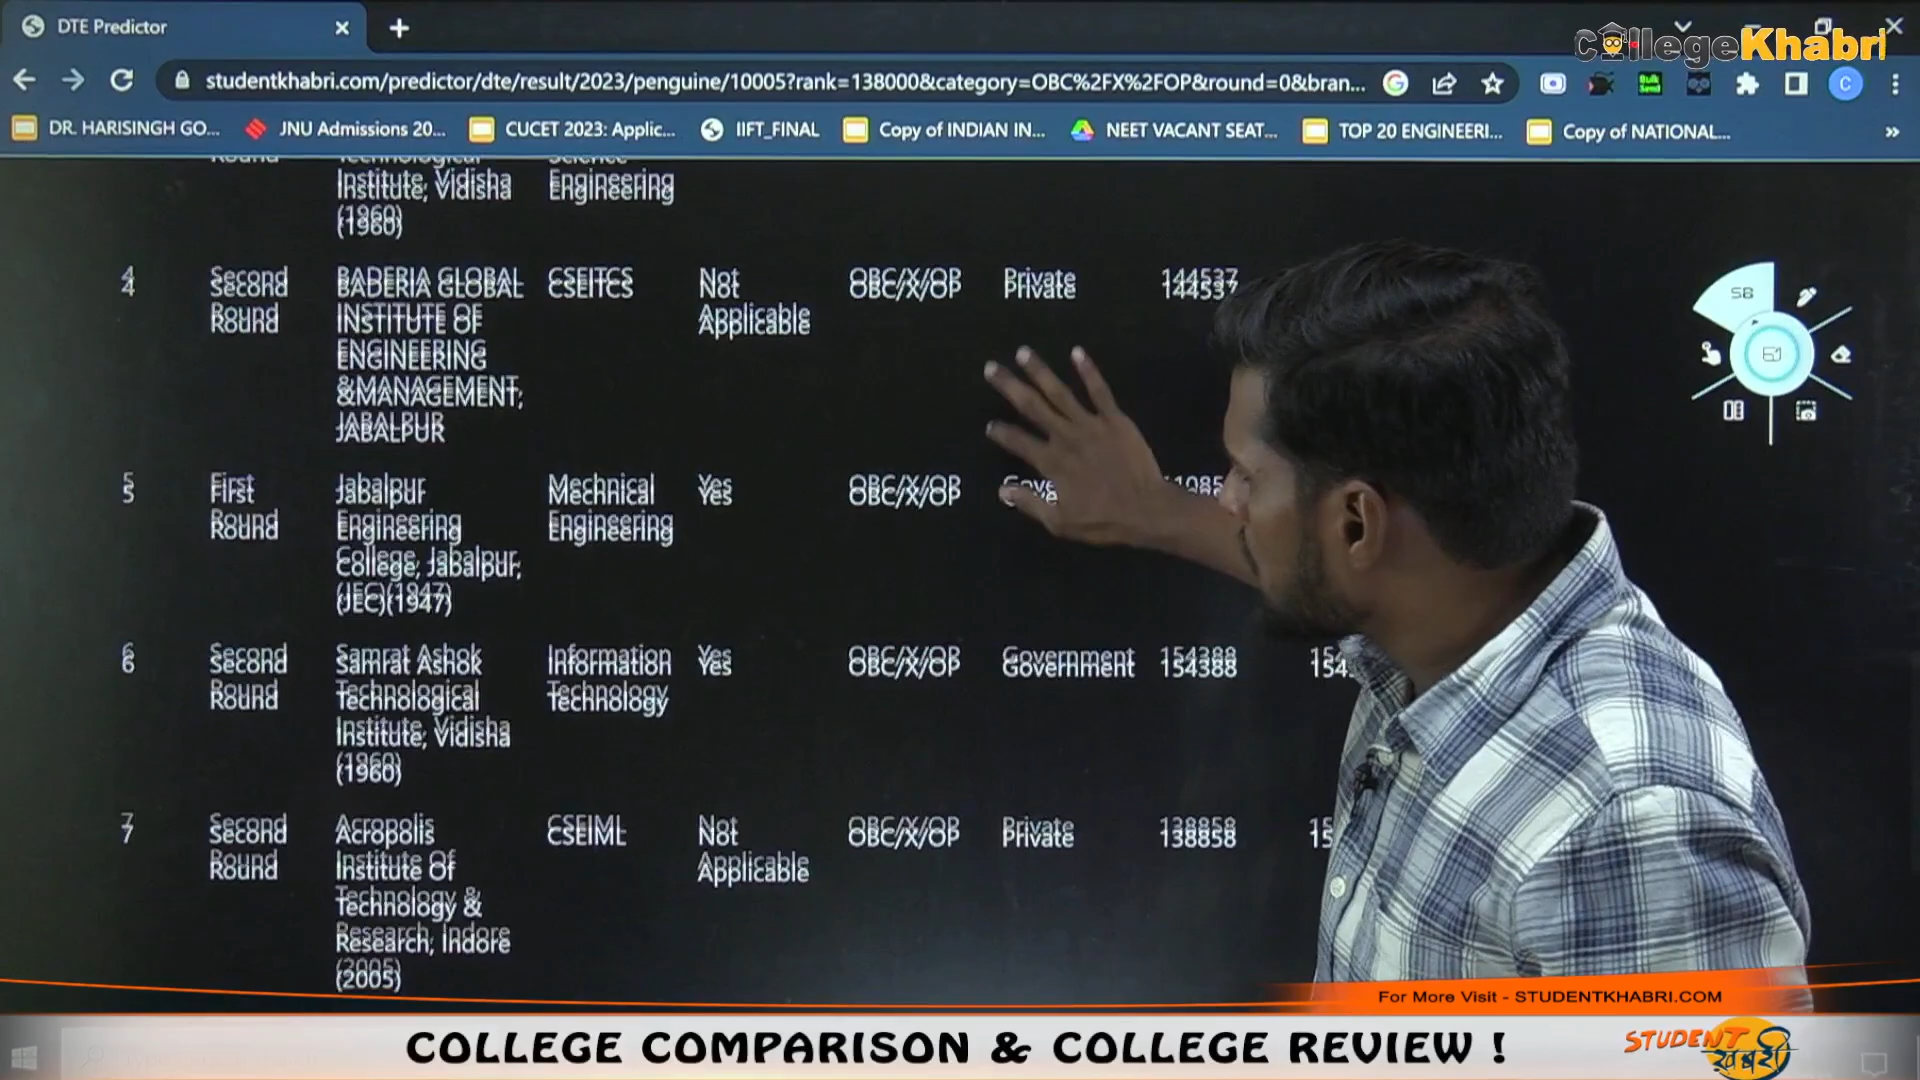 DTE Predictor
CollegeKhabri
studentkhabri.com/predictor/dte/result/2023/penguine/10005?rank=138000&category=OBC%2FX%2FOP&round=0&bran...
C
DR. HARISINGH GO... JNU Admissions 20... CUCET 2023: Applic... IIFT_FINAL Copy of INDIAN IN... NEET VACANT SEAT... TOP 20 ENGINEERI... Copy of NATIONAL... »
Round Technological Science
Institute, Vidisha Engineering
(1960)
4 Second BADERIA GLOBAL CSEITCS Not OBC/X/OP Private 144537
Round INSTITUTE OF Applicable
ENGINEERING
&MANAGEMENT,
JABALPUR
5 First Jabalpur Mechnical Yes OBC/X/OP
Round Engineering Engineering
College, Jabalpur,
(JEC)(1947)
6 Second Samrat Ashok Information Yes OBC/X/OP Government 154388
Round Technological Technology
Institute, Vidisha
(1960)
7 Second Acropolis CSEIML Not OBC/X/OP Private 138858
Round Institute Of Applicable
Technology &
Research, Indore
(2005)
For More Visit - STUDENTKHABRI.COM
COLLEGE COMPARISON & COLLEGE REVIEW !
STUDENT
खबरी